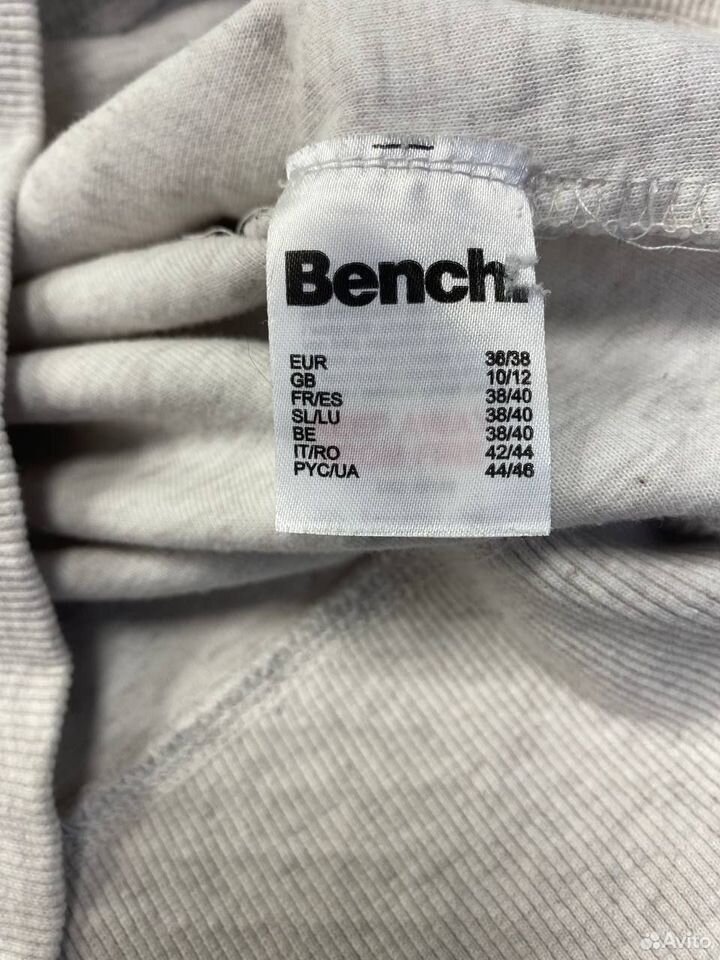 Bench.
EUR 36/38
GB 10/12
FR/ES 38/40
SL/LU 38/40
BE 38/40
IT/RO 42/44
РУС/UA 44/46
Avito